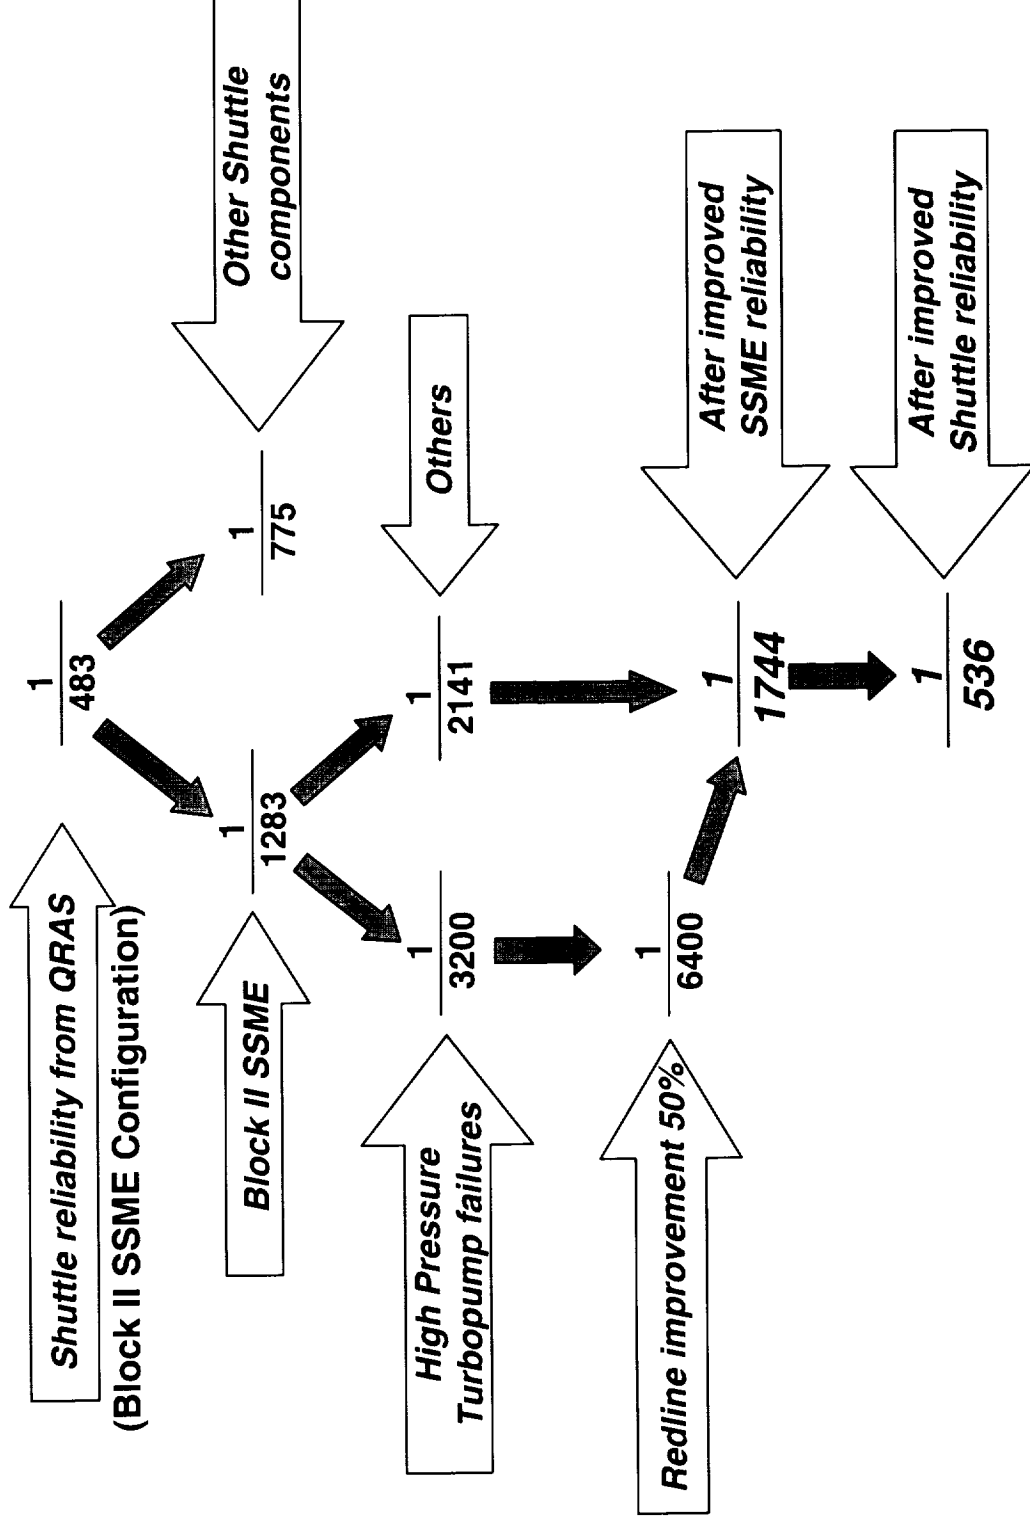 Shuttle reliability from QRAS
(Block II SSME Configuration)
1
483
Block II SSME
1
1283
1
775
Other Shuttle
components
High Pressure
Turbopump failures
1
3200
1
2141
Others
Redline improvement 50%
1
6400
1
1744
After improved
SSME reliability
1
536
After improved
Shuttle reliability